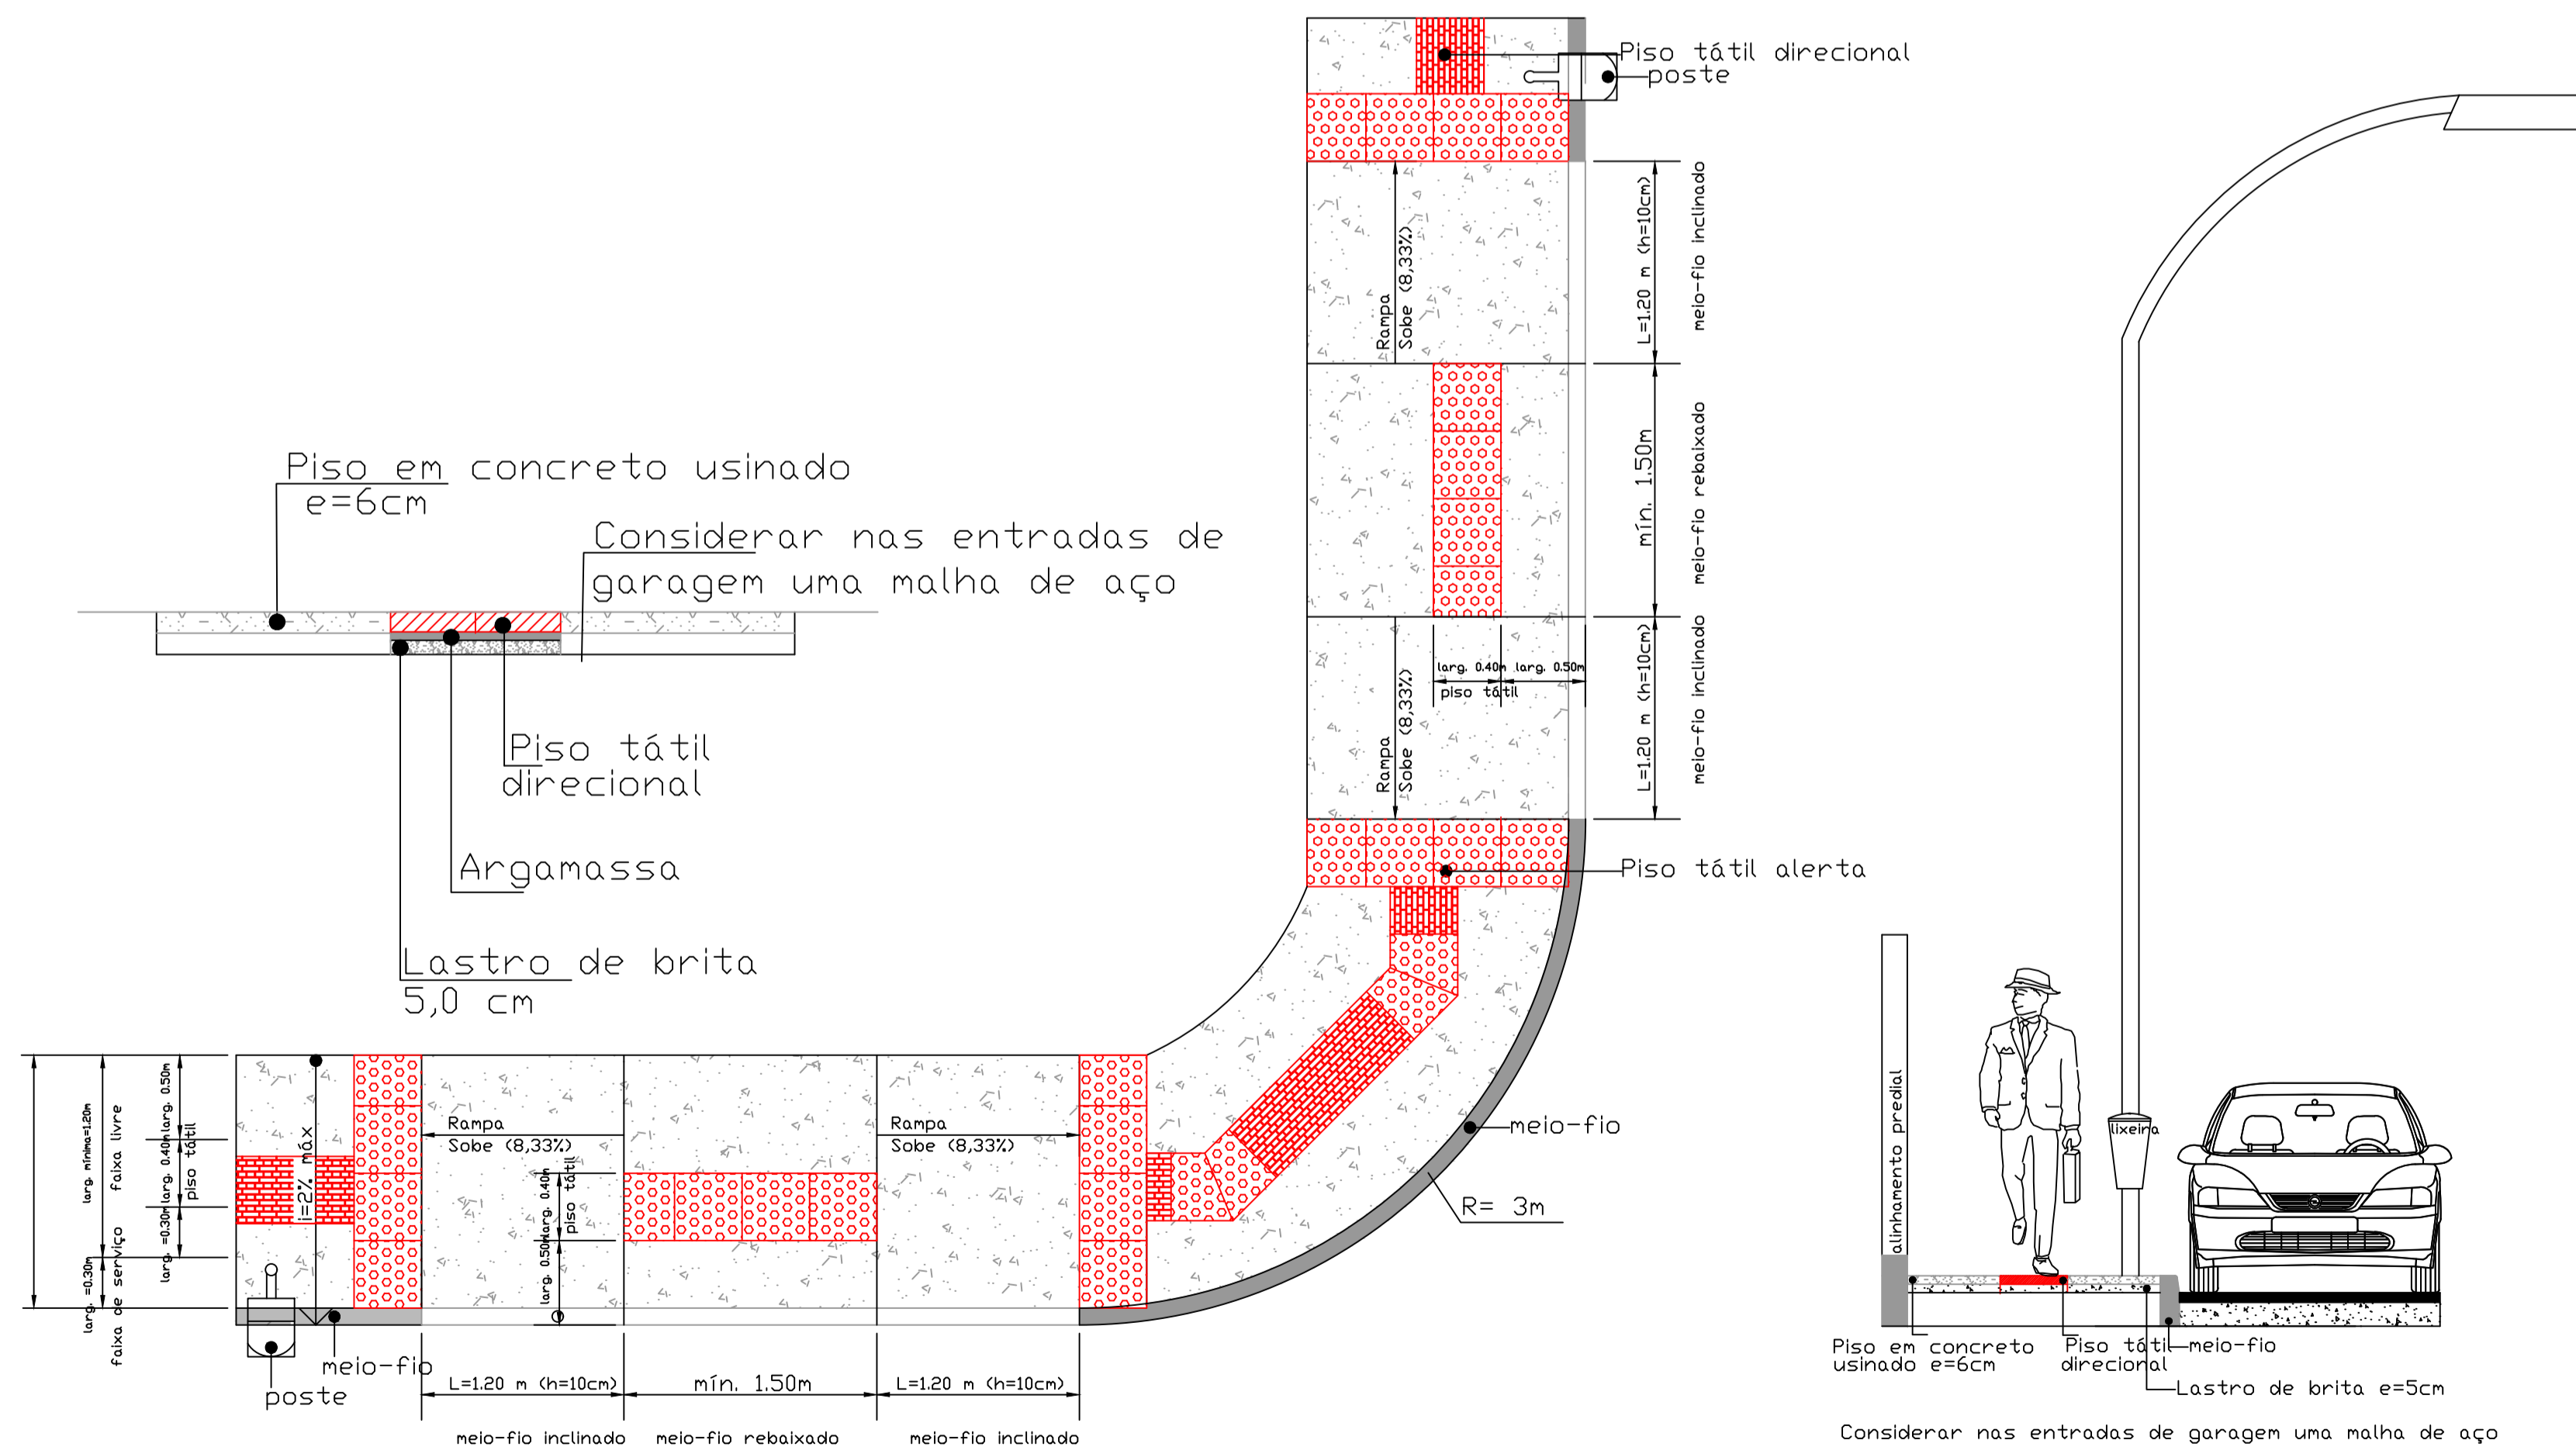 Piso tátil direcional
poste
L=1.20 m (h=10cm)
meio-fio inclinado
Rampa
Sobe (8,33%)
mín. 1.50m
meio-fio rebaixado
larg. 0.40m
larg. 0.50m
piso tátil
L=1.20 m (h=10cm)
meio-fio inclinado
Rampa
Sobe (8,33%)
Piso tátil alerta
meio-fio
R= 3m
Piso em concreto usinado
e=6cm
Considerar nas entradas de
garagem uma malha de aço
Piso tátil
direcional
Argamassa
Lastro de brita
5,0 cm
larg. mínima=1.20m
faixa livre
larg. =0.30m
faixa de serviço
larg. 0.50m
larg. 0.40m
piso tátil
larg. =0.30m
i=2% máx
Rampa
Sobe (8,33%)
larg. 0.40m
piso tátil
larg. 0.50m
Rampa
Sobe (8,33%)
meio-fio
poste
L=1.20 m (h=10cm)
mín. 1.50m
L=1.20 m (h=10cm)
meio-fio inclinado
meio-fio rebaixado
meio-fio inclinado
alinhamento predial
lixeira
Piso em concreto
usinado e=6cm
Piso tátil
direcional
meio-fio
Lastro de brita e=5cm
Considerar nas entradas de garagem uma malha de aço